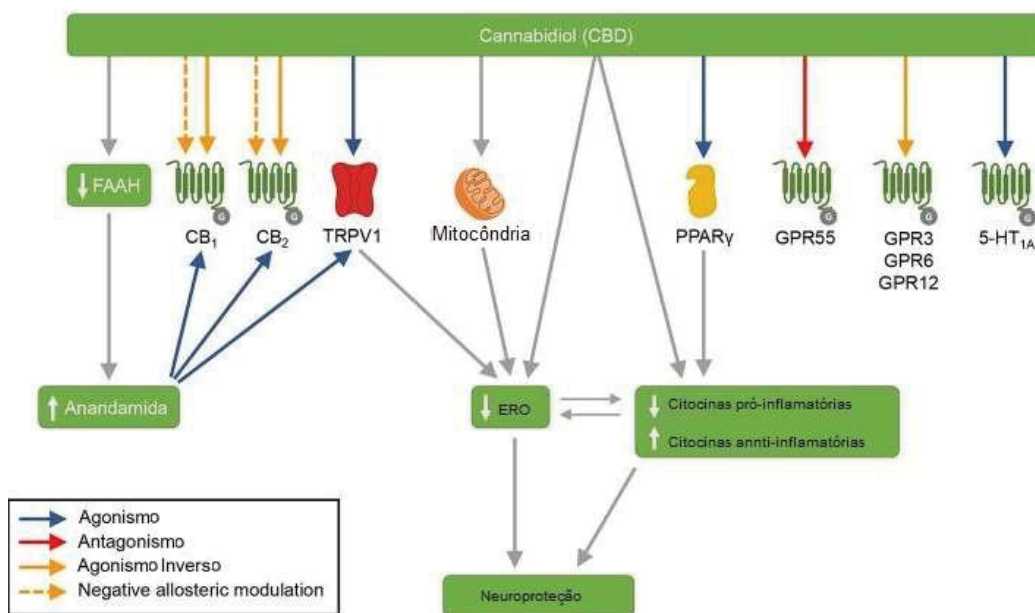 Cannabidiol (CBD)
FAAH
G
G
G
G
G
CB₁
CB₂
TRPV1
Mitocôndria
PPARγ
GPR55
GPR3
GPR6
GPR12
5-HT₁A
Anandamida
ERO
Citocinas pró-inflamatórias
Citocinas annti-inflamatórias
Agonismo
Antagonismo
Agonismo Inverso
Negative allosteric modulation
Neuroproteção